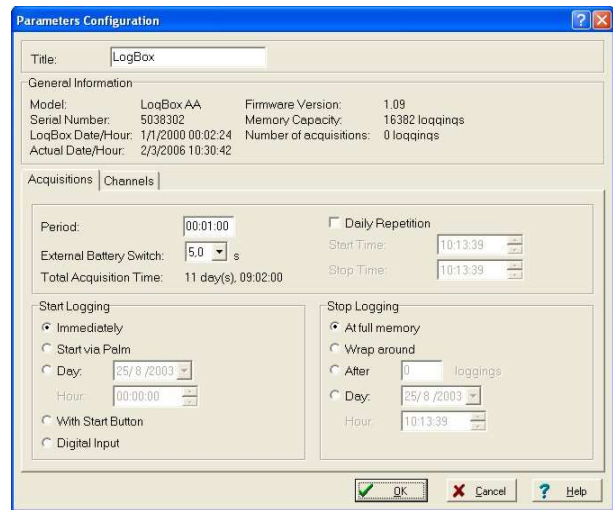 Parameters Configuration
Title: LogBox
General Information
Model: LogBox AA Firmware Version: 1.09
Serial Number: 5038302 Memory Capacity: 16382 loggings
LogBox Date/Hour: 1/1/2000 00:02:24 Number of acquisitions: 0 loggings
Actual Date/Hour: 2/3/2006 10:30:42
Acquisitions Channels
Period: 00:01:00 Daily Repetition
External Battery Switch: 5,0 s Start Time: 10:13:39
Total Acquisition Time: 11 day(s), 09:02:00 Stop Time: 10:13:39
Start Logging
Immediately
Start via Palm
Day: 25/ 8 /2003
Hour: 00:00:00
With Start Button
Digital Input
Stop Logging
At full memory
Wrap around
After 0 loggings
Day: 25/ 8 /2003
Hour: 10:13:39
OK Cancel Help